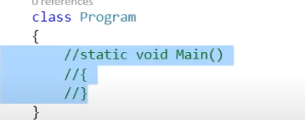 0 references
class Program
{
//static void Main()
//{
//}
}